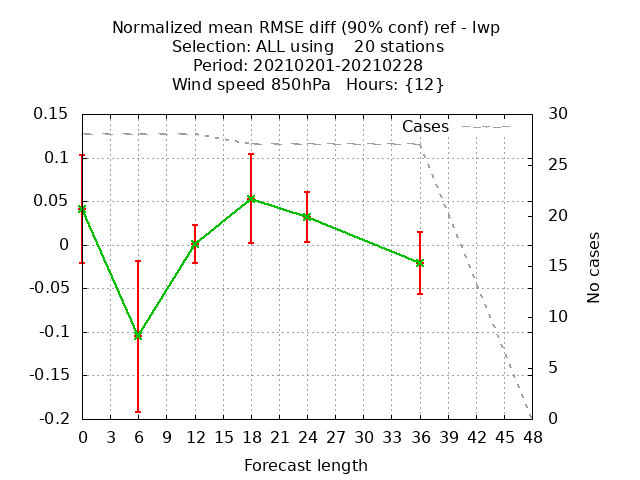 Normalized mean RMSE diff (90% conf) ref - lwp
Selection: ALL using    20 stations
Period: 20210201-20210228
Wind speed 850hPa   Hours: {12}
Cases
0.15
0.1
0.05
0
-0.05
-0.1
-0.15
-0.2
30
25
20
15
10
5
0
No cases
0 3 6 9 12 15 18 21 24 27 30 33 36 39 42 45 48
Forecast length